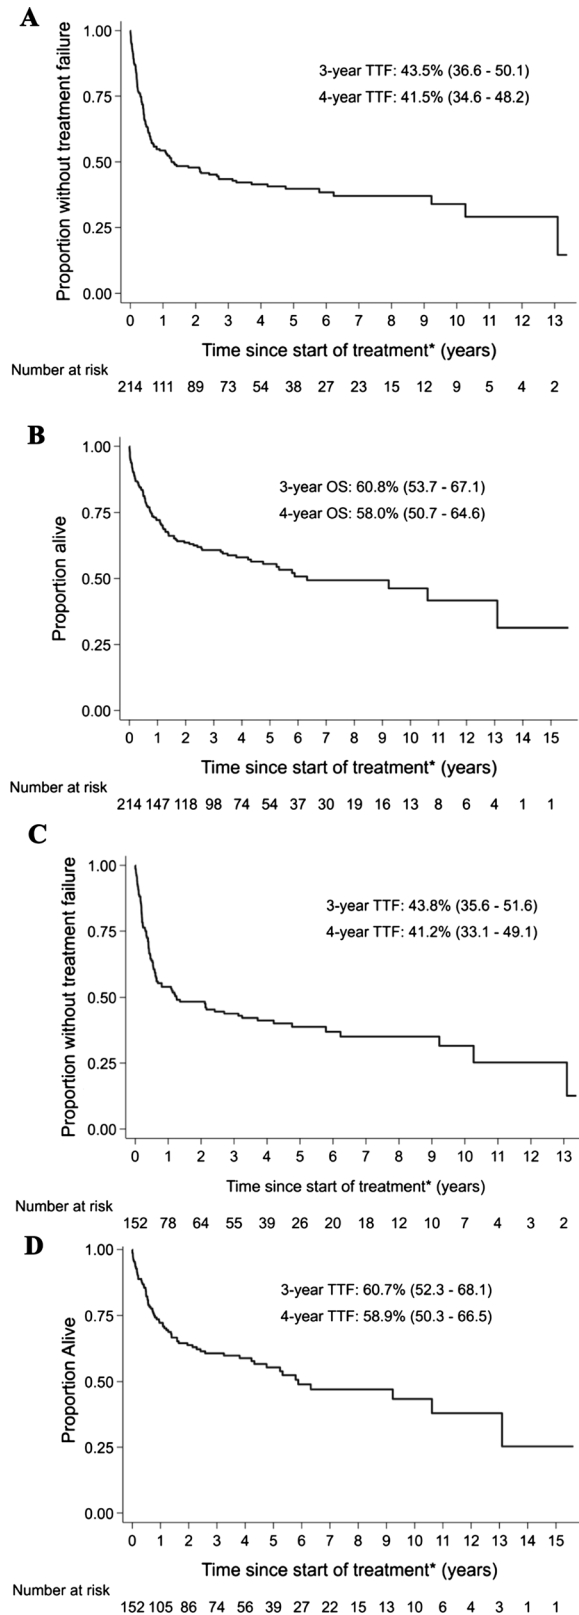 A
Proportion without treatment failure
1.00
0.75
0.50
0.25
0.00
3-year TTF: 43.5% (36.6 - 50.1)
4-year TTF: 41.5% (34.6 - 48.2)
0 1 2 3 4 5 6 7 8 9 10 11 12 13
Time since start of treatment* (years)
Number at risk
214 111 89 73 54 38 27 23 15 12 9 5 4 2
B
Proportion alive
1.00
0.75
0.50
0.25
0.00
3-year OS: 60.8% (53.7 - 67.1)
4-year OS: 58.0% (50.7 - 64.6)
0 1 2 3 4 5 6 7 8 9 10 11 12 13 14 15
Time since start of treatment* (years)
Number at risk
214 147 118 98 74 54 37 30 19 16 13 8 6 4 1 1
C
Proportion without treatment failure
1.00
0.75
0.50
0.25
0.00
3-year TTF: 43.8% (35.6 - 51.6)
4-year TTF: 41.2% (33.1 - 49.1)
0 1 2 3 4 5 6 7 8 9 10 11 12 13
Time since start of treatment* (years)
Number at risk
152 78 64 55 39 26 20 18 12 10 7 4 3 2
D
Proportion Alive
1.00
0.75
0.50
0.25
0.00
3-year TTF: 60.7% (52.3 - 68.1)
4-year TTF: 58.9% (50.3 - 66.5)
0 1 2 3 4 5 6 7 8 9 10 11 12 13 14 15
Time since start of treatment* (years)
Number at risk
152 105 86 74 56 39 27 22 15 13 10 6 4 3 1 1